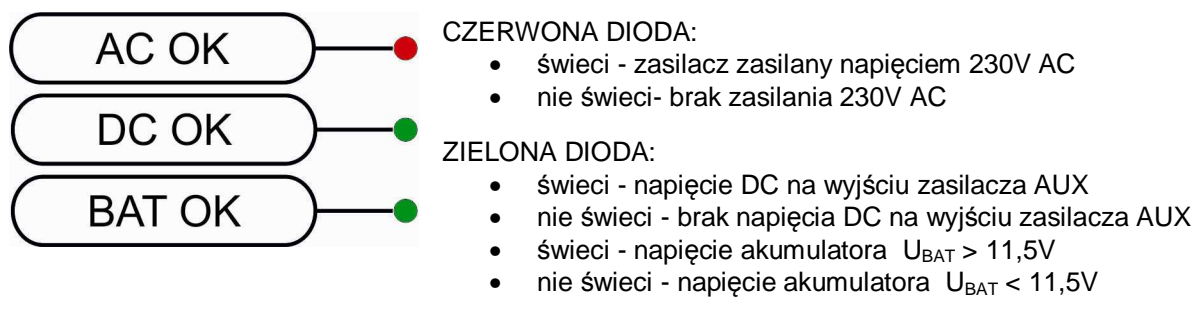 AC OK
DC OK
BAT OK
CZERWONA DIODA:
• świeci - zasilacz zasilany napięciem 230V AC
• nie świeci- brak zasilania 230V AC
ZIELONA DIODA:
• świeci - napięcie DC na wyjściu zasilacza AUX
• nie świeci - brak napięcia DC na wyjściu zasilacza AUX
• świeci - napięcie akumulatora U_BAT > 11,5V
• nie świeci - napięcie akumulatora U_BAT < 11,5V